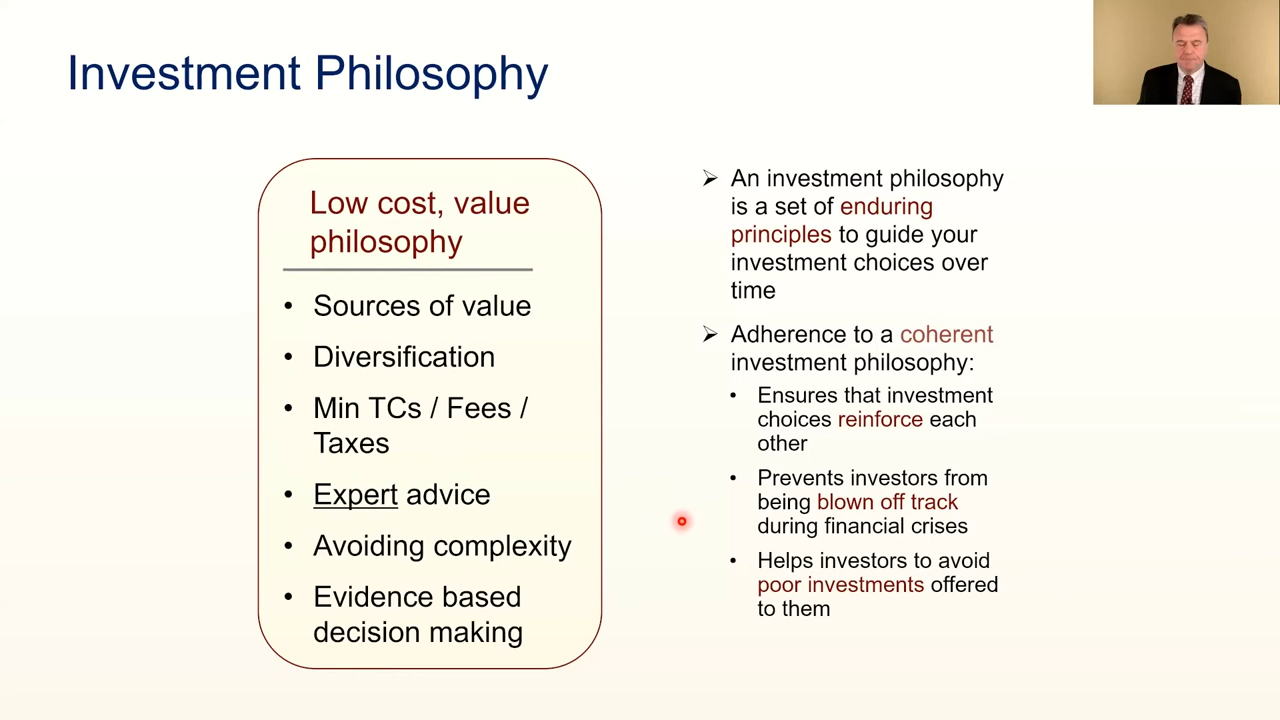 Investment Philosophy
Low cost, value
philosophy
• Sources of value
• Diversification
• Min TCs / Fees /
Taxes
• Expert advice
• Avoiding complexity
• Evidence based
decision making
➢ An investment philosophy
is a set of enduring
principles to guide your
investment choices over
time
➢ Adherence to a coherent
investment philosophy:
• Ensures that investment
choices reinforce each
other
• Prevents investors from
being blown off track
during financial crises
• Helps investors to avoid
poor investments offered
to them